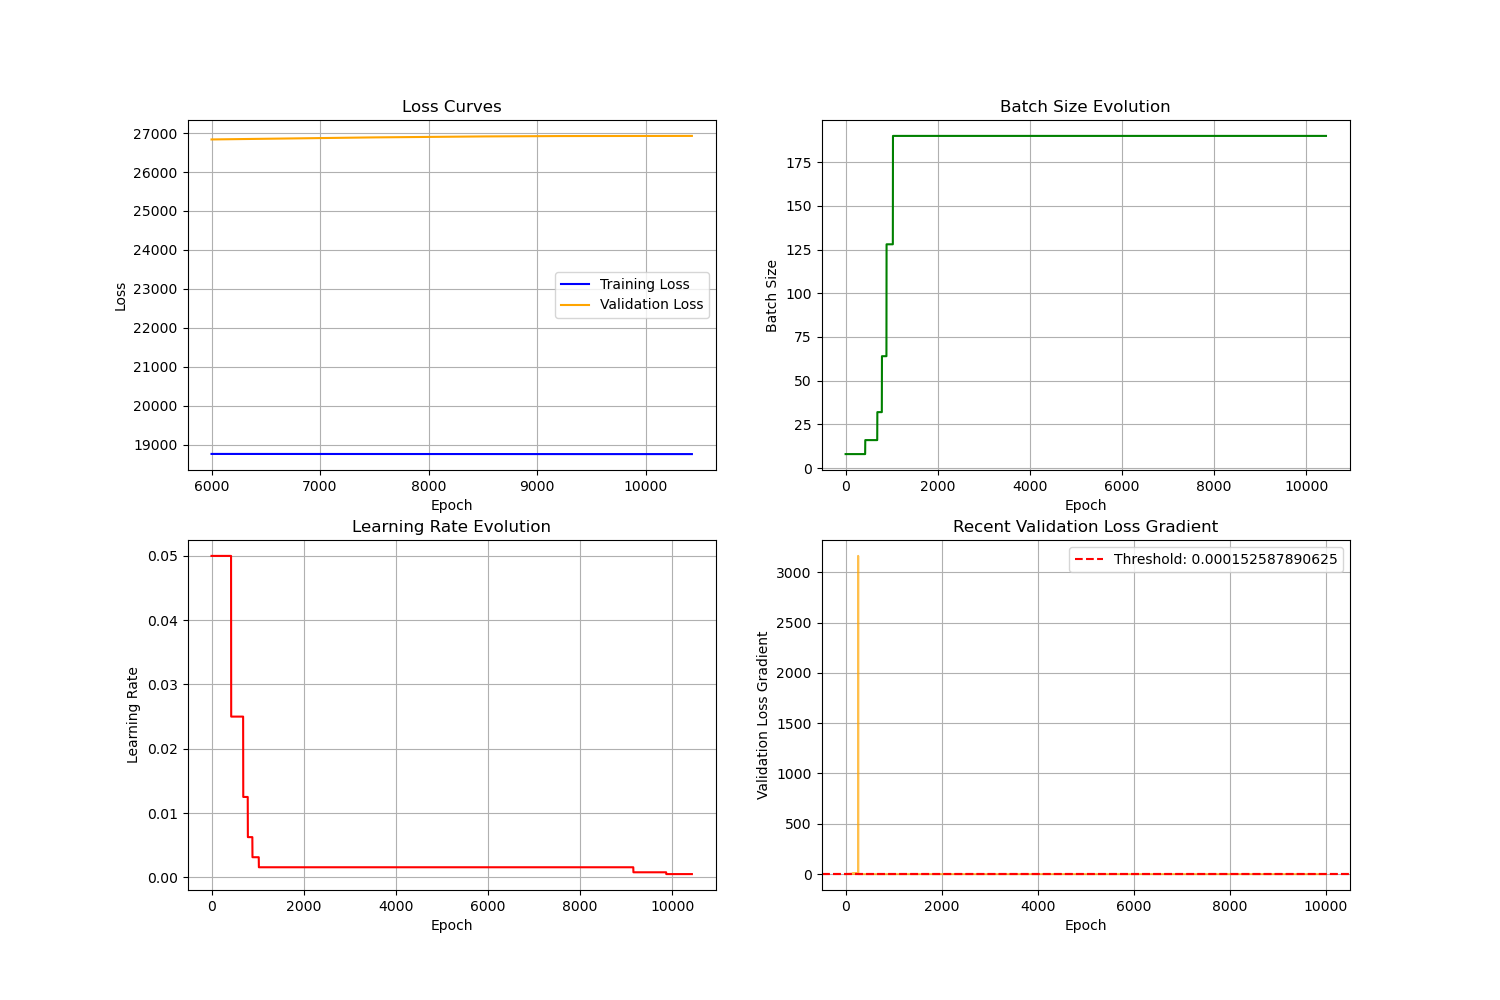 Loss Curves
27000
26000
25000
24000
23000
22000
21000
20000
19000
Loss
Training Loss
Validation Loss
6000 7000 8000 9000 10000
Epoch
Batch Size Evolution
175
150
125
100
75
50
25
0
Batch Size
0 2000 4000 6000 8000 10000
Epoch
Learning Rate Evolution
0.05
0.04
0.03
0.02
0.01
0.00
Learning Rate
0 2000 4000 6000 8000 10000
Epoch
Recent Validation Loss Gradient
Threshold: 0.000152587890625
3000
2500
2000
1500
1000
500
0
Validation Loss Gradient
0 2000 4000 6000 8000 10000
Epoch